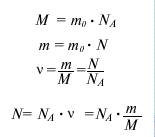 M = m₀ · N_A
m = m₀ · N
ν = m/M = N/N_A
N = N_A · ν = N_A · m/M